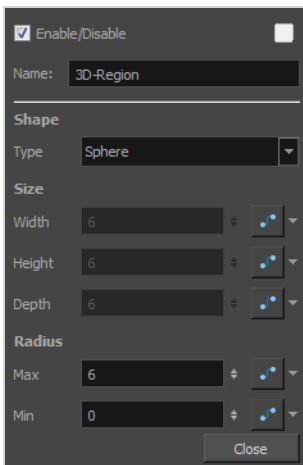 Enable/Disable
Name: 3D-Region
Shape
Type Sphere
Size
Width 6
Height 6
Depth 6
Radius
Max 6
Min 0
Close